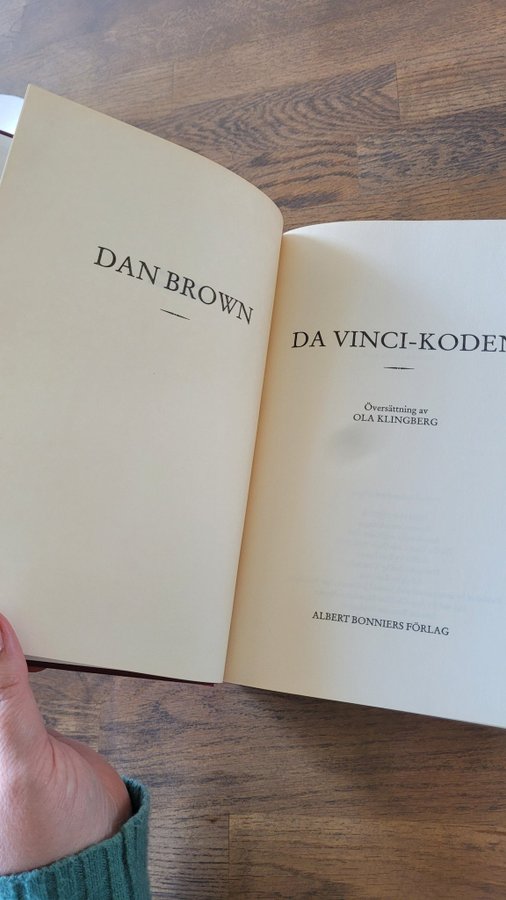 DAN BROWN
DA VINCI-KODEN
Översättning av
OLA KLINGBERG
ALBERT BONNIERS FÖRLAG